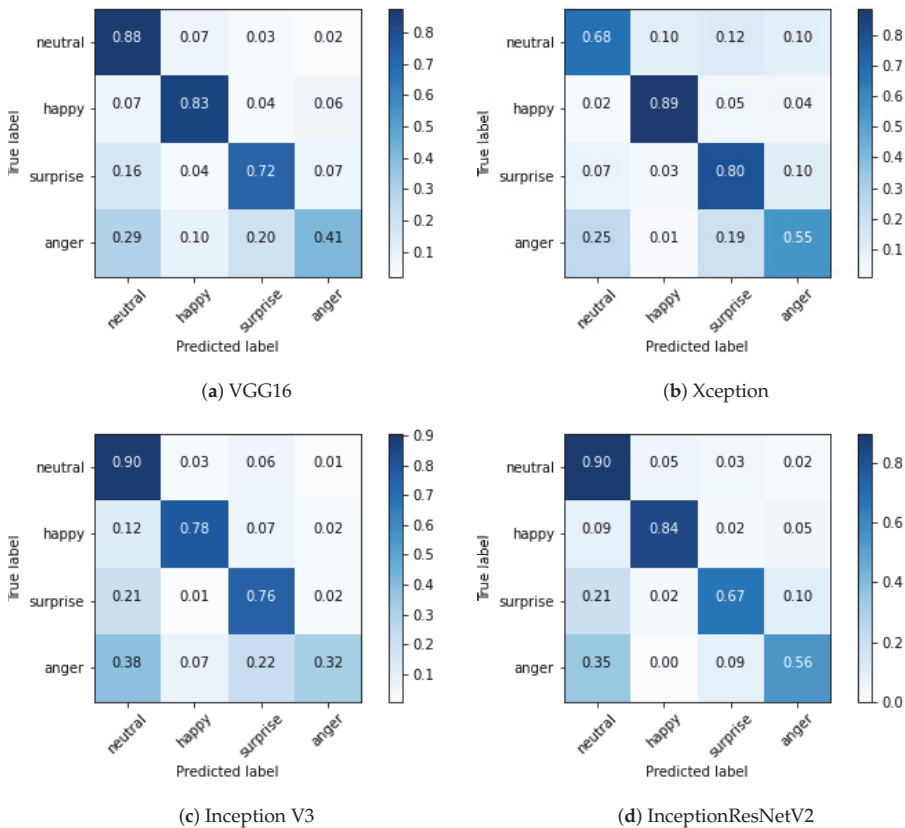 neutral 0.88 0.07 0.03 0.02
happy 0.07 0.83 0.04 0.06
surprise 0.16 0.04 0.72 0.07
anger 0.29 0.10 0.20 0.41
neutral happy surprise anger
Predicted label
True label
0.8
0.7
0.6
0.5
0.4
0.3
0.2
0.1
(a) VGG16
neutral 0.68 0.10 0.12 0.10
happy 0.02 0.89 0.05 0.04
surprise 0.07 0.03 0.80 0.10
anger 0.25 0.01 0.19 0.55
neutral happy surprise anger
Predicted label
True label
0.8
0.7
0.6
0.5
0.4
0.3
0.2
0.1
(b) Xception
neutral 0.90 0.03 0.06 0.01
happy 0.12 0.78 0.07 0.02
surprise 0.21 0.01 0.76 0.02
anger 0.38 0.07 0.22 0.32
neutral happy surprise anger
Predicted label
True label
0.9
0.8
0.7
0.6
0.5
0.4
0.3
0.2
0.1
(c) Inception V3
neutral 0.90 0.05 0.03 0.02
happy 0.09 0.84 0.02 0.05
surprise 0.21 0.02 0.67 0.10
anger 0.35 0.00 0.09 0.56
neutral happy surprise anger
Predicted label
True label
0.8
0.6
0.4
0.2
0.0
(d) InceptionResNetV2